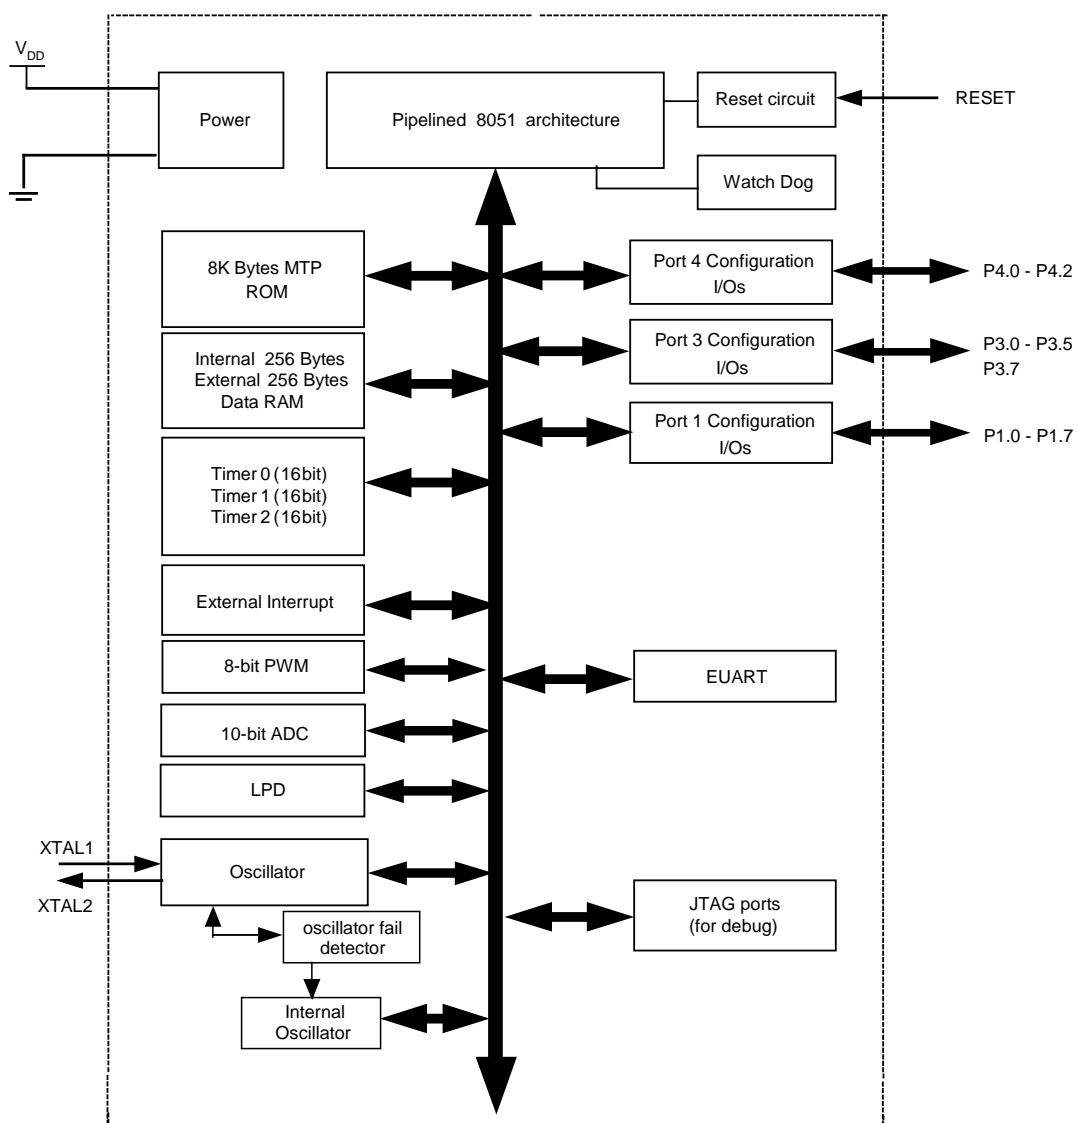 VDD
Power
Pipelined 8051 architecture
Reset circuit
RESET
Watch Dog
8K Bytes MTP
ROM
Port 4 Configuration
I/Os
P4.0 - P4.2
Internal 256 Bytes
External 256 Bytes
Data RAM
Port 3 Configuration
I/Os
P3.0 - P3.5
P3.7
Port 1 Configuration
I/Os
P1.0 - P1.7
Timer 0 (16bit)
Timer 1 (16bit)
Timer 2 (16bit)
External Interrupt
8-bit PWM
EUART
10-bit ADC
LPD
XTAL1
XTAL2
Oscillator
JTAG ports
(for debug)
oscillator fail
detector
Internal
Oscillator